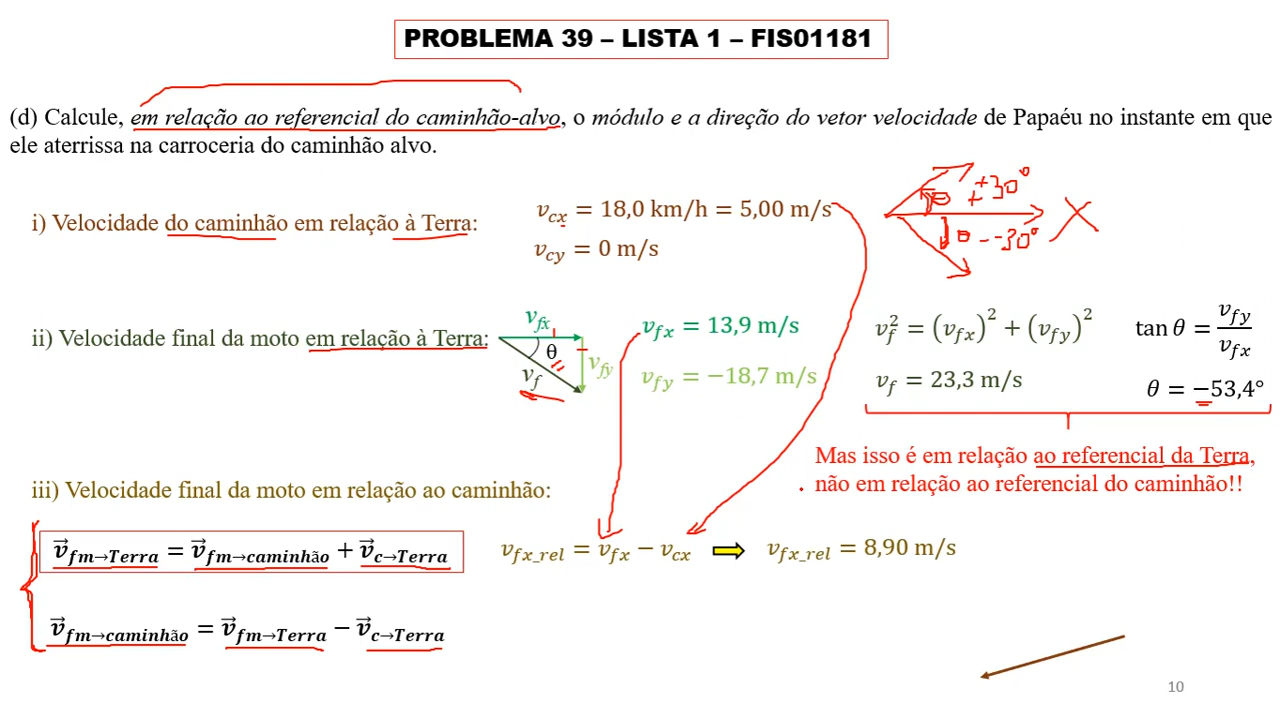 PROBLEMA 39 – LISTA 1 – FIS01181
(d) Calcule, em relação ao referencial do caminhão-alvo, o módulo e a direção do vetor velocidade de Papaéu no instante em que
ele aterrissa na carroceria do caminhão alvo.
i) Velocidade do caminhão em relação à Terra:
v_cx = 18,0 km/h = 5,00 m/s
v_cy = 0 m/s
θ +30°
+
θ - -30°
X
ii) Velocidade final da moto em relação à Terra:
v_fx
θ
v_f
v_fy
v_fx = 13,9 m/s
v_fy = −18,7 m/s
v_f^2 = (v_fx)^2 + (v_fy)^2
v_f = 23,3 m/s
tan θ = v_fy / v_fx
θ = −53,4°
Mas isso é em relação ao referencial da Terra,
não em relação ao referencial do caminhão!!
iii) Velocidade final da moto em relação ao caminhão:
v⃗_fm→Terra = v⃗_fm→caminhão + v⃗_c→Terra
v_fx_rel = v_fx − v_cx ⇒ v_fx_rel = 8,90 m/s
v⃗_fm→caminhão = v⃗_fm→Terra − v⃗_c→Terra
10